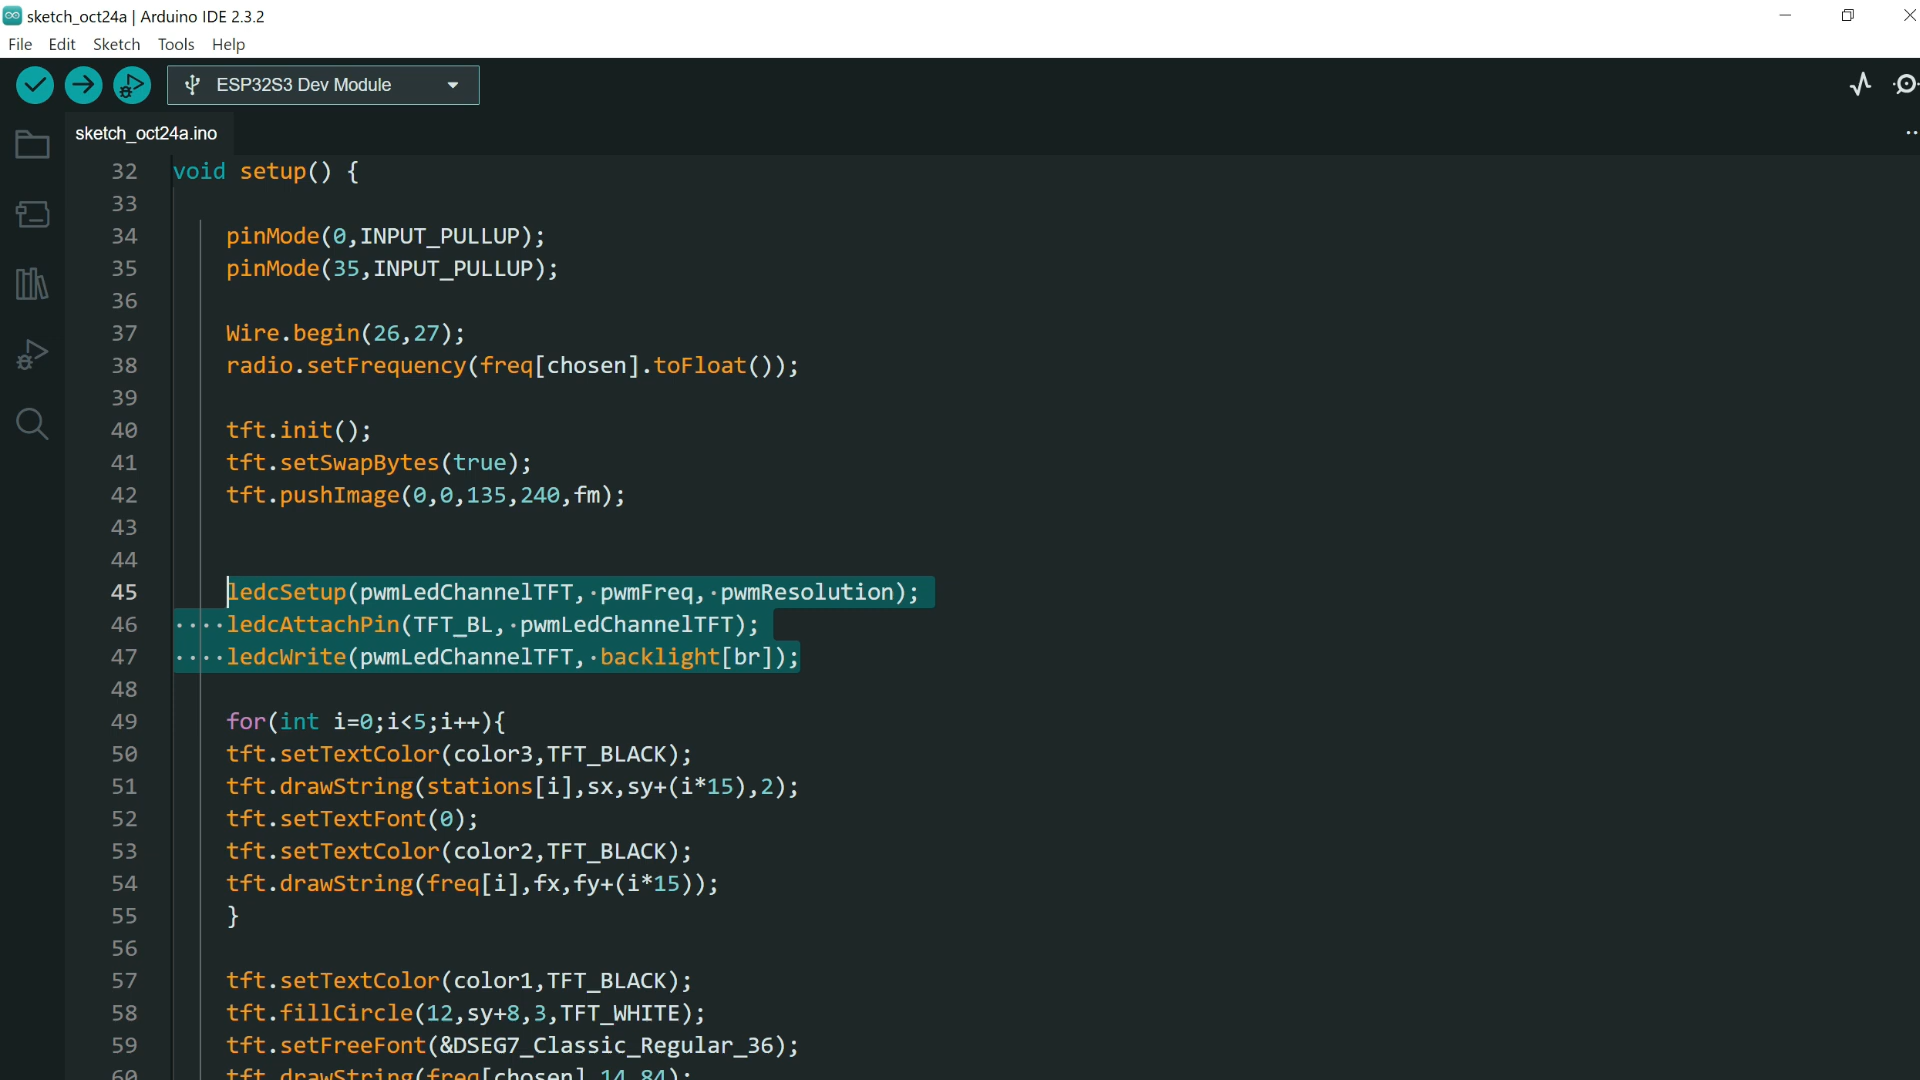 sketch_oct24a | Arduino IDE 2.3.2
File Edit Sketch Tools Help
ESP32S3 Dev Module
sketch_oct24a.ino
32 void setup() {
33
34 pinMode(0,INPUT_PULLUP);
35 pinMode(35,INPUT_PULLUP);
36
37 Wire.begin(26,27);
38 radio.setFrequency(freq[chosen].toFloat());
39
40 tft.init();
41 tft.setSwapBytes(true);
42 tft.pushImage(0,0,135,240,fm);
43
44
45 ledcSetup(pwmLedChannelTFT, pwmFreq, pwmResolution);
46 ledcAttachPin(TFT_BL, pwmLedChannelTFT);
47 ledcWrite(pwmLedChannelTFT, backlight[br]);
48
49 for(int i=0;i<5;i++){
50 tft.setTextColor(color3,TFT_BLACK);
51 tft.drawString(stations[i],sx,sy+(i*15),2);
52 tft.setTextFont(0);
53 tft.setTextColor(color2,TFT_BLACK);
54 tft.drawString(freq[i],fx,fy+(i*15));
55 }
56
57 tft.setTextColor(color1,TFT_BLACK);
58 tft.fillCircle(12,sy+8,3,TFT_WHITE);
59 tft.setFreeFont(&DSEG7_Classic_Regular_36);
60 tft.drawString(freq[chosen],14,84);